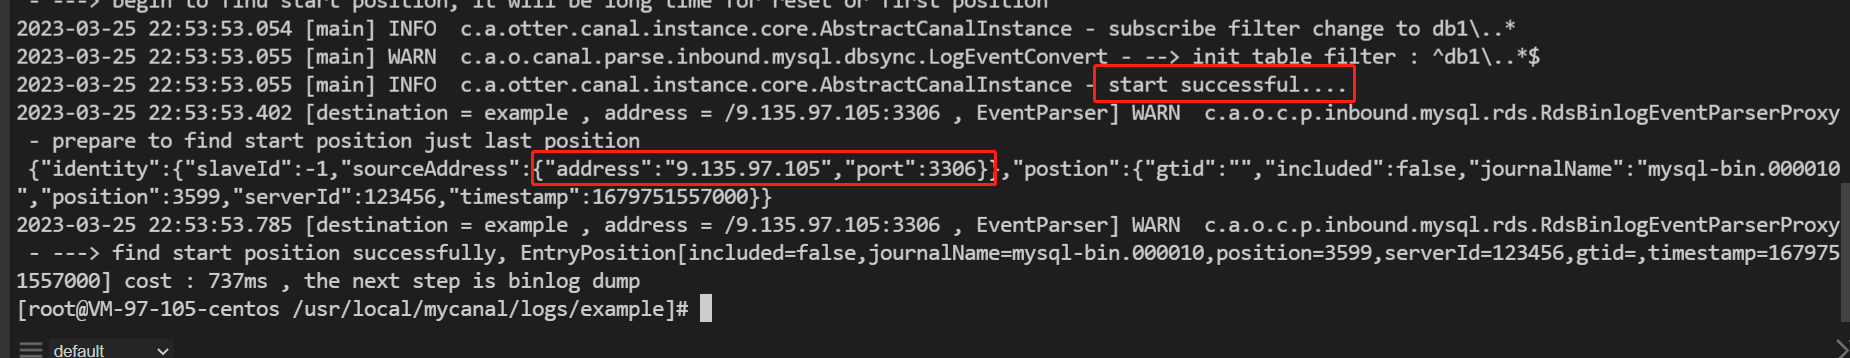 - ---> begin to find start position, it will be long time for reset or first position
2023-03-25 22:53:53.054 [main] INFO  c.a.otter.canal.instance.core.AbstractCanalInstance - subscribe filter change to db1\..*
2023-03-25 22:53:53.055 [main] WARN  c.a.o.canal.parse.inbound.mysql.dbsync.LogEventConvert - --> init table filter : ^db1\..*$
2023-03-25 22:53:53.055 [main] INFO  c.a.otter.canal.instance.core.AbstractCanalInstance - start successful....
2023-03-25 22:53:53.402 [destination = example , address = /9.135.97.105:3306 , EventParser] WARN  c.a.o.c.p.inbound.mysql.rds.RdsBinlogEventParserProxy
- prepare to find start position just last position
{"identity":{"slaveId":-1,"sourceAddress":{"address":"9.135.97.105","port":3306}},"postion":{"gtid":"","included":false,"journalName":"mysql-bin.000010
","position":3599,"serverId":123456,"timestamp":1679751557000}}
2023-03-25 22:53:53.785 [destination = example , address = /9.135.97.105:3306 , EventParser] WARN  c.a.o.c.p.inbound.mysql.rds.RdsBinlogEventParserProxy
- ---> find start position successfully, EntryPosition[included=false,journalName=mysql-bin.000010,position=3599,serverId=123456,gtid=,timestamp=167975
1557000] cost : 737ms , the next step is binlog dump
[root@VM-97-105-centos /usr/local/mycanal/logs/example]#
default